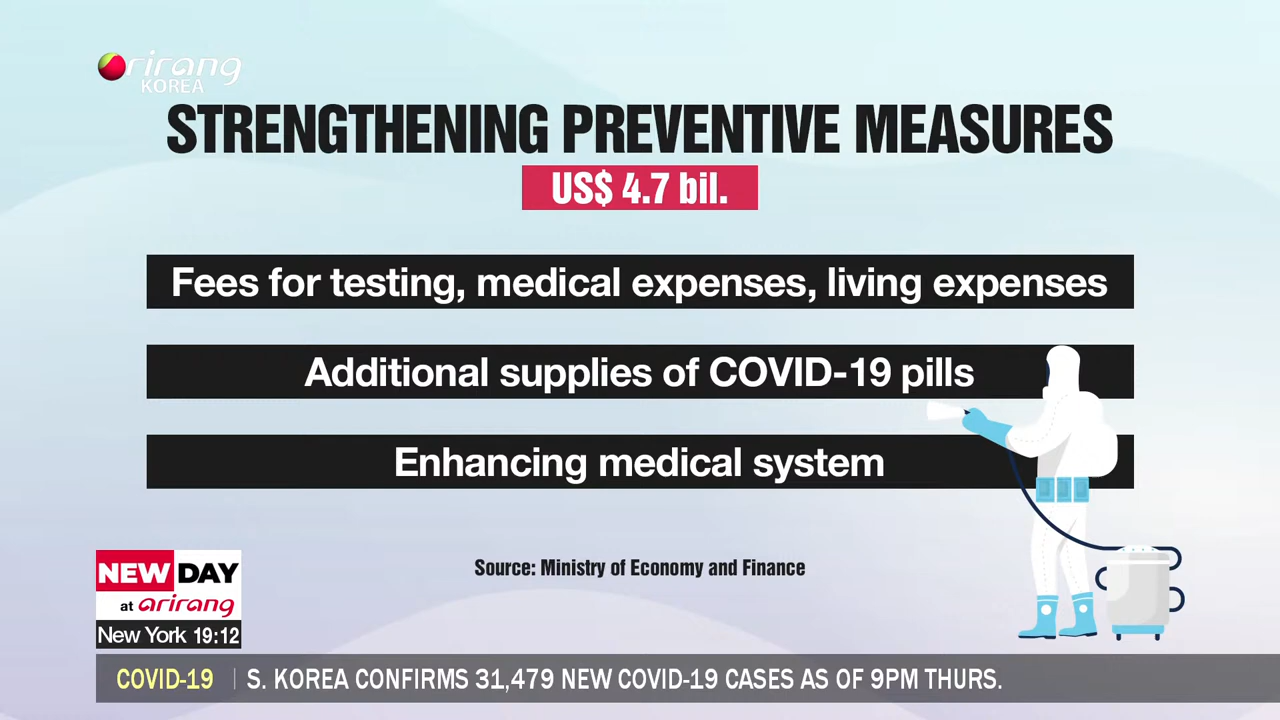 arirang
KOREA
STRENGTHENING PREVENTIVE MEASURES
US$ 4.7 bil.
Fees for testing, medical expenses, living expenses
Additional supplies of COVID-19 pills
Enhancing medical system
Source: Ministry of Economy and Finance
NEW DAY
at arirang
New York 19:12
COVID-19 | S. KOREA CONFIRMS 31,479 NEW COVID-19 CASES AS OF 9PM THURS.